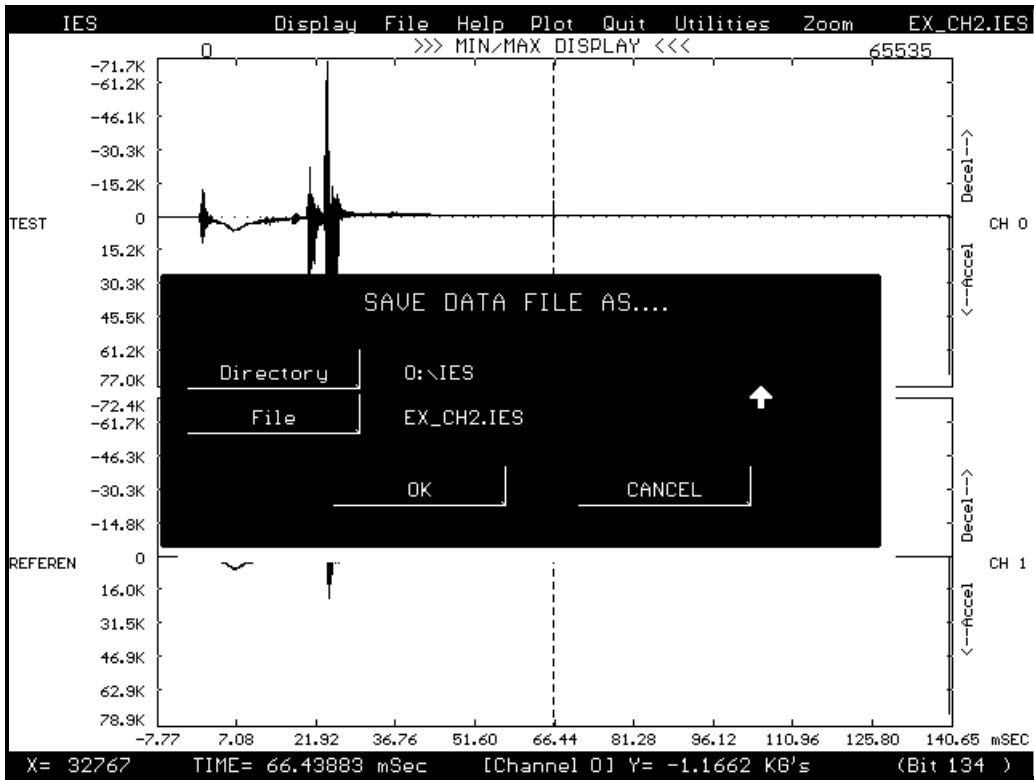 IES Display File Help Plot Quit Utilities Zoom EX_CH2.IES
0 >>> MIN/MAX DISPLAY <<< 65535
-71.7K
-61.2K
-46.1K
-30.3K
-15.2K
0
15.2K
30.3K
45.5K
61.2K
77.0K
TEST
CH 0
Decel-->
<--Accel
SAVE DATA FILE AS....
Directory O:\IES
File EX_CH2.IES
OK CANCEL
-72.4K
-61.7K
-46.3K
-30.3K
-14.8K
0
16.0K
31.5K
46.9K
62.9K
78.9K
REFEREN
CH 1
Decel-->
<--Accel
-7.77 7.08 21.92 36.76 51.60 66.44 81.28 96.12 110.96 125.80 140.65 mSEC
X= 32767 TIME= 66.43883 mSec [Channel 0] Y= -1.1662 KG's (Bit 134 )